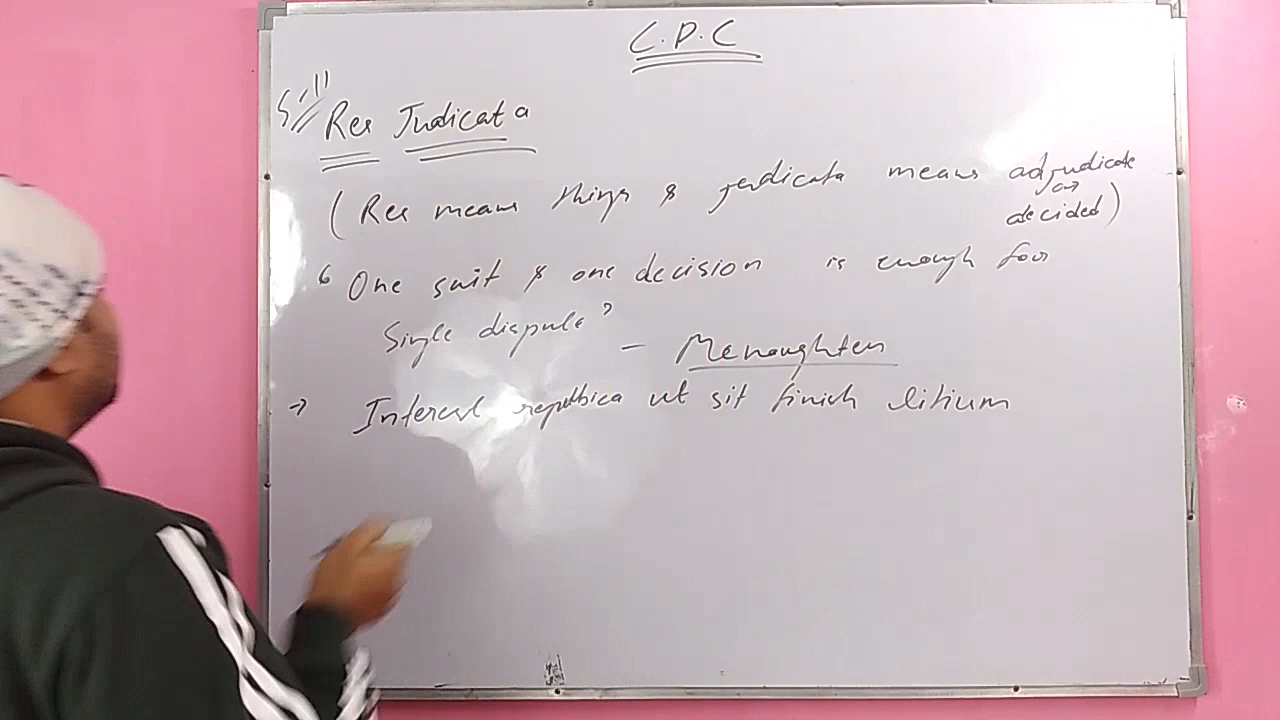 C.P.C
S,11 Res Judicata
(Res means things & judicata means adjudicate
or
decided)
" One suit & one decision is enough for
Single dispute"
— Mcnaughten
→ Interest republica ut sit finish litium